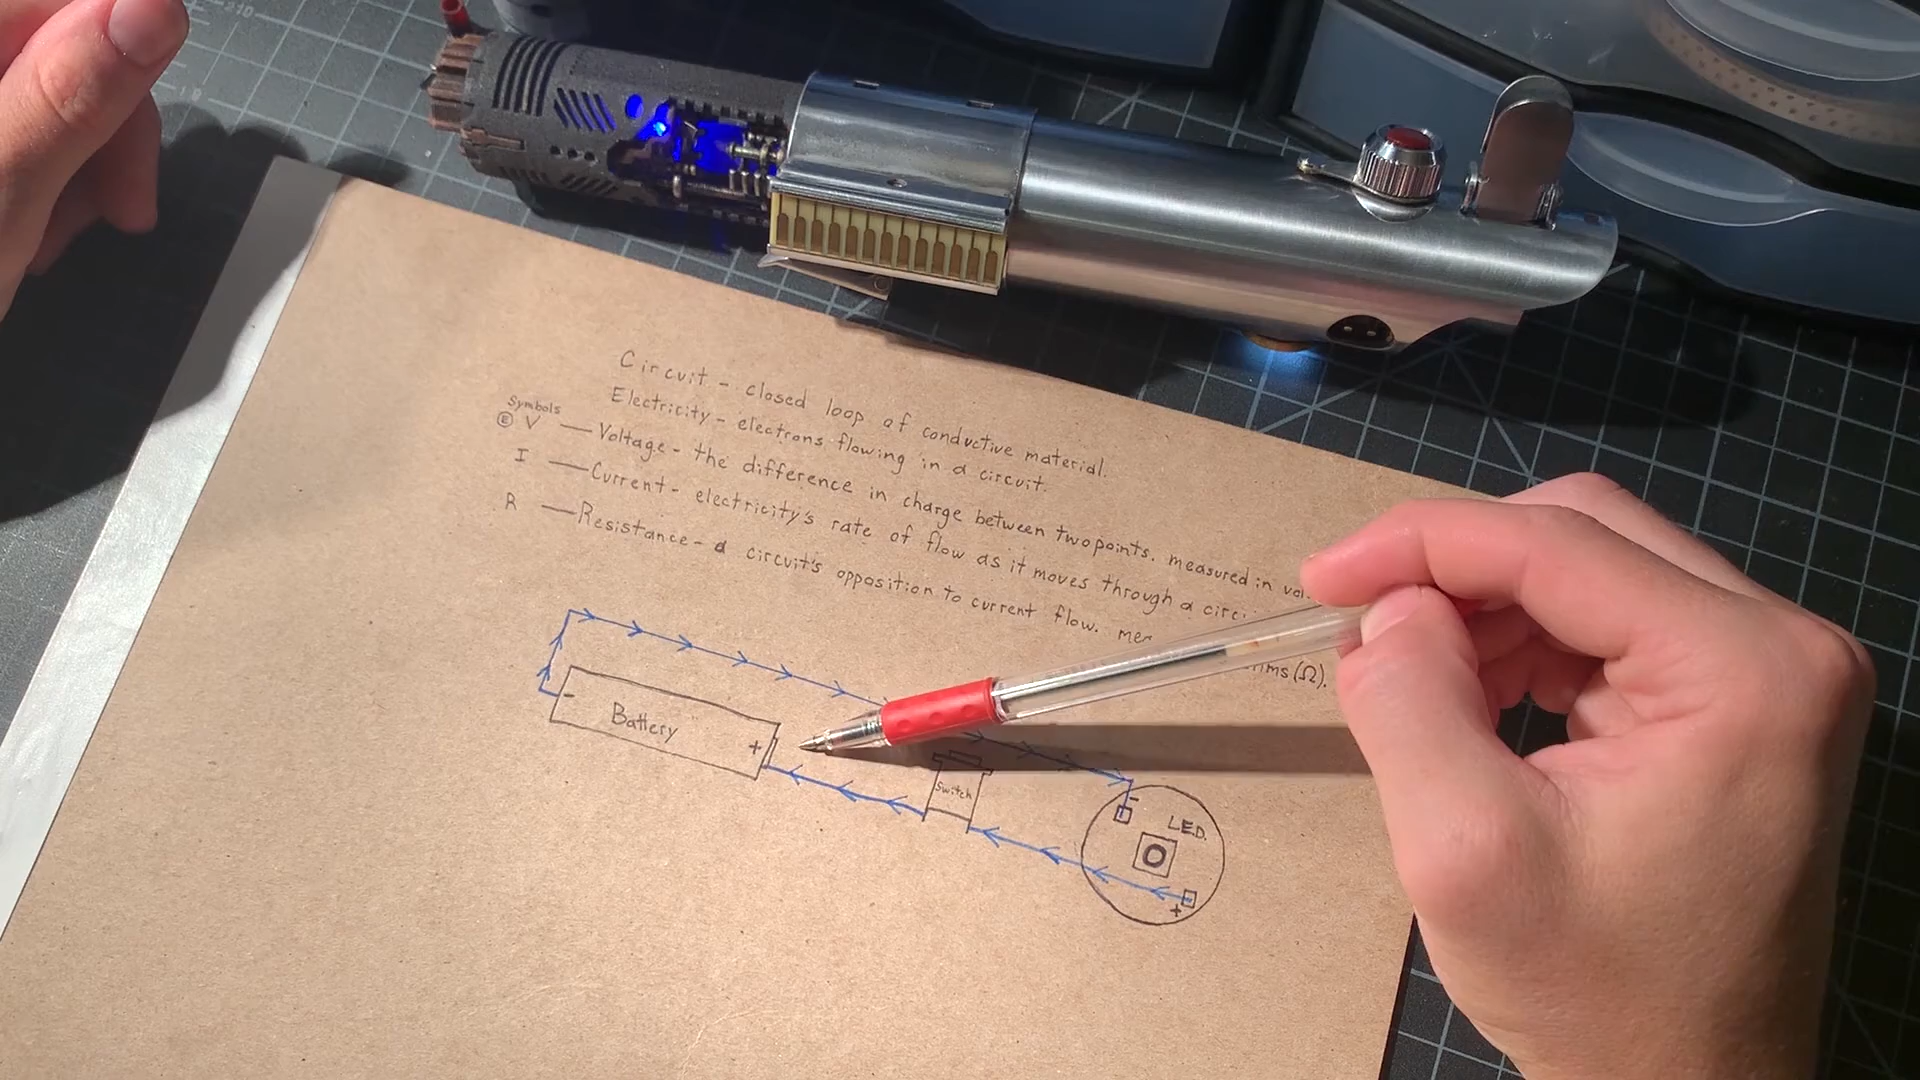 Circuit - closed loop of conductive material.
Electricity - electrons flowing in a circuit.
Symbols
Ⓔ V — Voltage - the difference in charge between two points. measured in
I — Current - electricity's rate of flow as it moves through a
R — Resistance - a circuit's opposition to current flow. (Ω).
- Battery +
Switch
-
L.E.D.
+